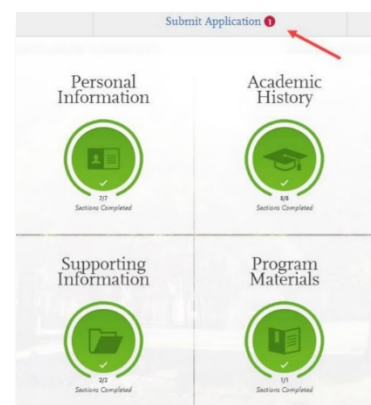 Submit Application 1
Personal
Information
7/7
Sections Completed
Academic
History
8/8
Sections Completed
Supporting
Information
2/2
Sections Completed
Program
Materials
1/1
Sections Completed